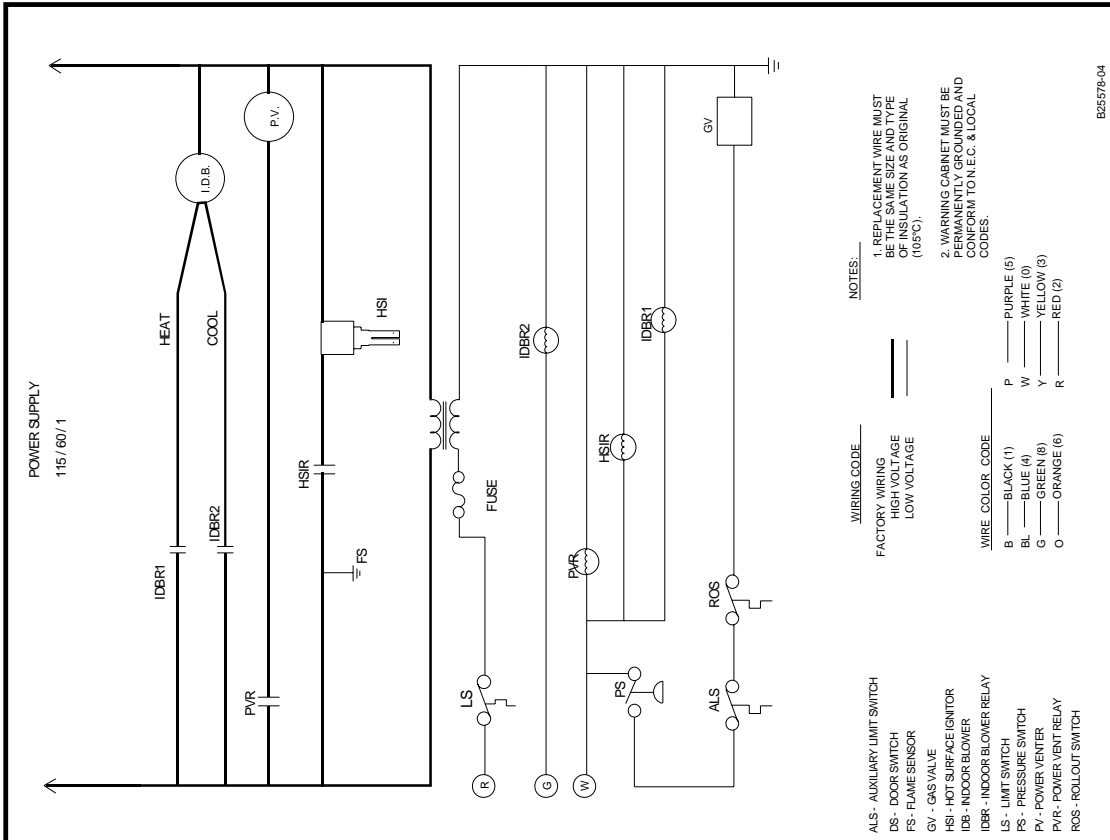 POWER SUPPLY
115 / 60 / 1
HEAT
COOL
I.D.B.
P.V.
IDBR1
IDBR2
PVR
HSIR
HSI
FS
FUSE
LS
R
G
W
IDBR2
HSIR
IDBR1
PVR
PS
ALS
ROS
GV
ALS - AUXILIARY LIMIT SWITCH
DS - DOOR SWITCH
FS - FLAME SENSOR
GV - GAS VALVE
HSI - HOT SURFACE IGNITOR
IDB - INDOOR BLOWER
IDBR - INDOOR BLOWER RELAY
LS - LIMIT SWITCH
PS - PRESSURE SWITCH
PV - POWER VENTER
PVR - POWER VENT RELAY
ROS - ROLLOUT SWITCH
WIRING CODE
FACTORY WIRING
HIGH VOLTAGE
LOW VOLTAGE
WIRE COLOR CODE
B BLACK (1)
BL BLUE (4)
G GREEN (8)
O ORANGE (6)
P PURPLE (5)
W WHITE (0)
Y YELLOW (3)
R RED (2)
NOTES:
1. REPLACEMENT WIRE MUST
BE THE SAME SIZE AND TYPE
OF INSULATION AS ORIGINAL
(105°C).
2. WARNING CABINET MUST BE
PERMANENTLY GROUNDED AND
CONFORM TO N.E.C. & LOCAL
CODES.
B25578-04